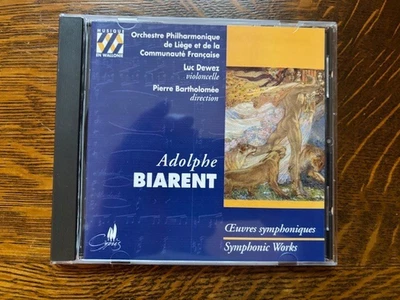 MUSIQUE
EN WALLONIE
Orchestre Philharmonique
de Liège et de la
Communauté Française
Luc Dewez
violoncelle
Pierre Bartholomée
direction
Adolphe
BIARENT
Œuvres symphoniques
Symphonic Works
Cyprès